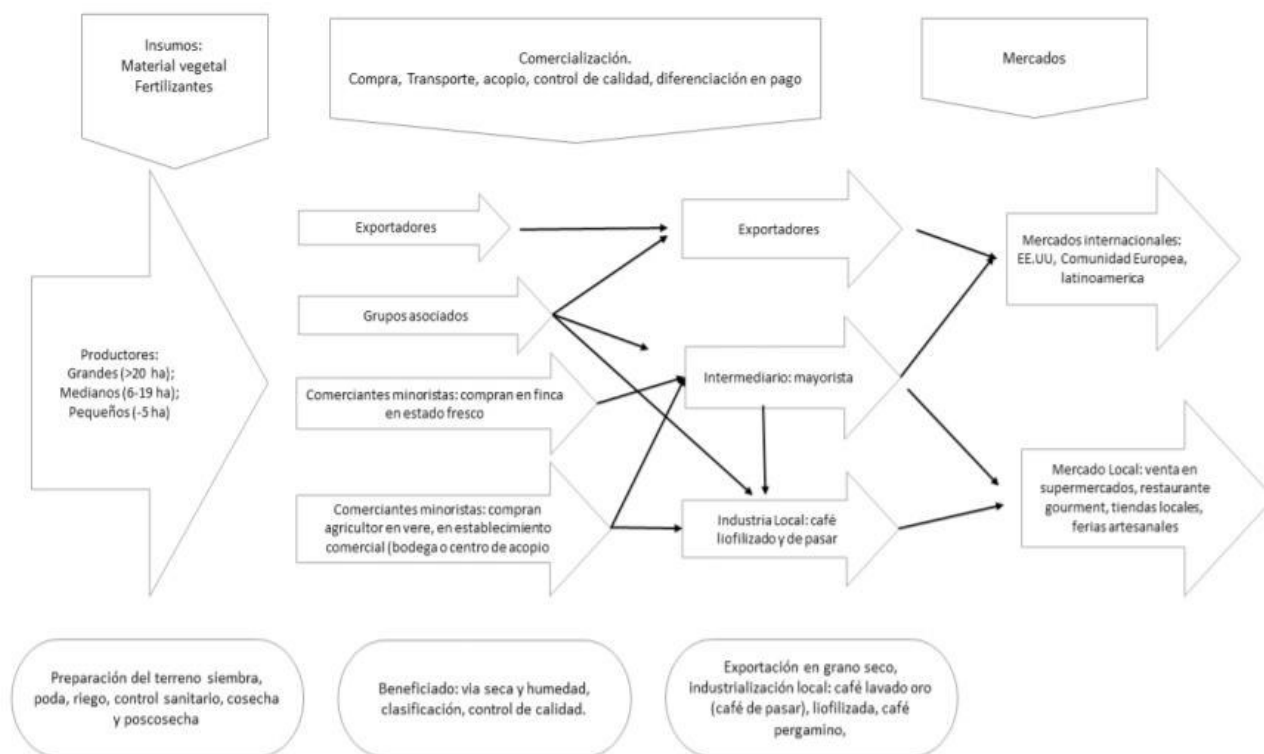 Insumos:
Material vegetal
Fertilizantes
Comercialización.
Compra, Transporte, acopio, control de calidad, diferenciación en pago
Mercados
Productores:
Grandes (>20 ha);
Medianos (6-19 ha);
Pequeños (-5 ha)
Exportadores
Grupos asociados
Comerciantes minoristas: compran en finca
en estado fresco
Comerciantes minoristas: compran
agricultor en vere, en establecimiento
comercial (bodega o centro de acopio
Exportadores
Intermediario: mayorista
Industria Local: café
liofilizado y de pasar
Mercados internacionales:
EE.UU, Comunidad Europea,
latinoamerica
Mercado Local: venta en
supermercados, restaurante
gourment, tiendas locales,
ferias artesanales
Preparación del terreno siembra,
poda, riego, control sanitario, cosecha
y poscosecha
Beneficiado: via seca y humedad,
clasificación, control de calidad.
Exportación en grano seco,
industrialización local: café lavado oro
(café de pasar), liofilizada, café
pergamino,